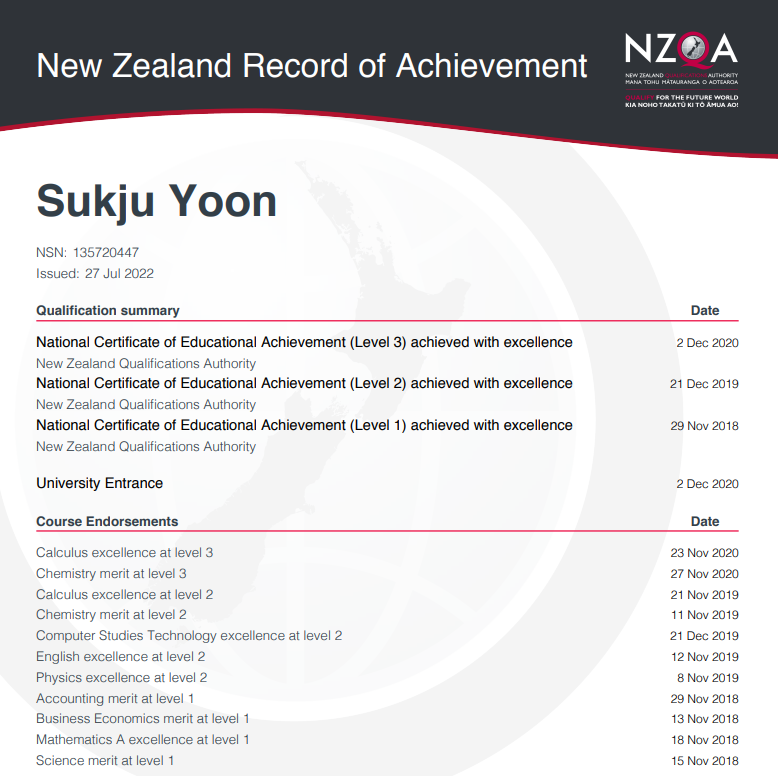 New Zealand Record of Achievement
NZQA
NEW ZEALAND QUALIFICATIONS AUTHORITY
MANA TOHU MĀTAURANGA O AOTEAROA
QUALIFY FOR THE FUTURE WORLD
KIA NOHO TAKATŪ KI TŌ ĀMUA AO!
Sukju Yoon
NSN: 135720447
Issued: 27 Jul 2022
Qualification summary Date
National Certificate of Educational Achievement (Level 3) achieved with excellence 2 Dec 2020
New Zealand Qualifications Authority
National Certificate of Educational Achievement (Level 2) achieved with excellence 21 Dec 2019
New Zealand Qualifications Authority
National Certificate of Educational Achievement (Level 1) achieved with excellence 29 Nov 2018
New Zealand Qualifications Authority
University Entrance 2 Dec 2020
Course Endorsements Date
Calculus excellence at level 3 23 Nov 2020
Chemistry merit at level 3 27 Nov 2020
Calculus excellence at level 2 21 Nov 2019
Chemistry merit at level 2 11 Nov 2019
Computer Studies Technology excellence at level 2 21 Dec 2019
English excellence at level 2 12 Nov 2019
Physics excellence at level 2 8 Nov 2019
Accounting merit at level 1 29 Nov 2018
Business Economics merit at level 1 13 Nov 2018
Mathematics A excellence at level 1 18 Nov 2018
Science merit at level 1 15 Nov 2018